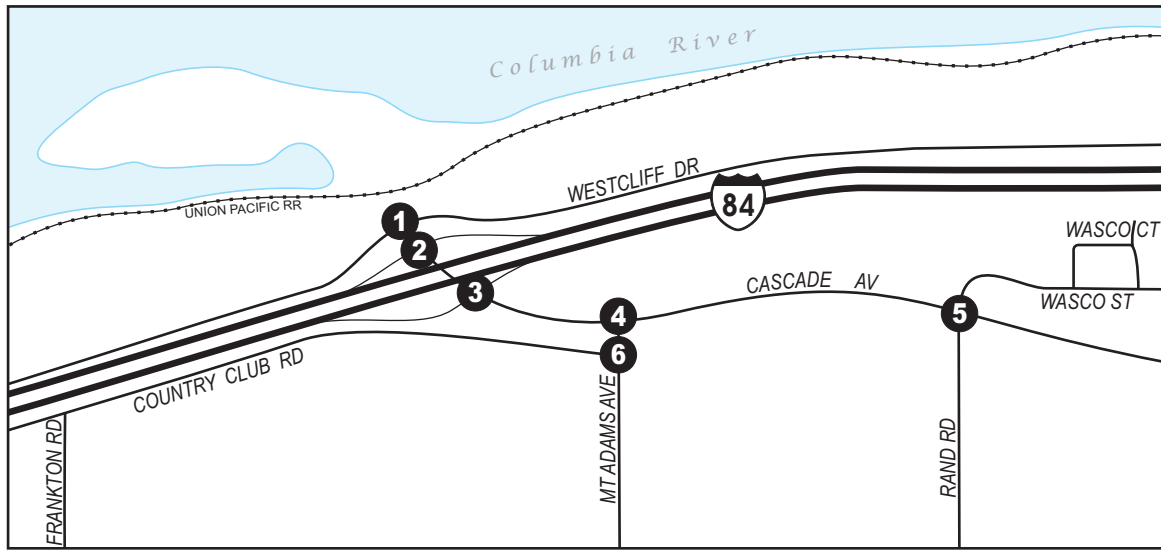 Columbia River
WESTCLIFF DR
84
UNION PACIFIC RR
1
2
WASCO CT
3
CASCADE AV
WASCO ST
4
5
6
COUNTRY CLUB RD
FRANKTON RD
MT ADAMS AVE
RAND RD